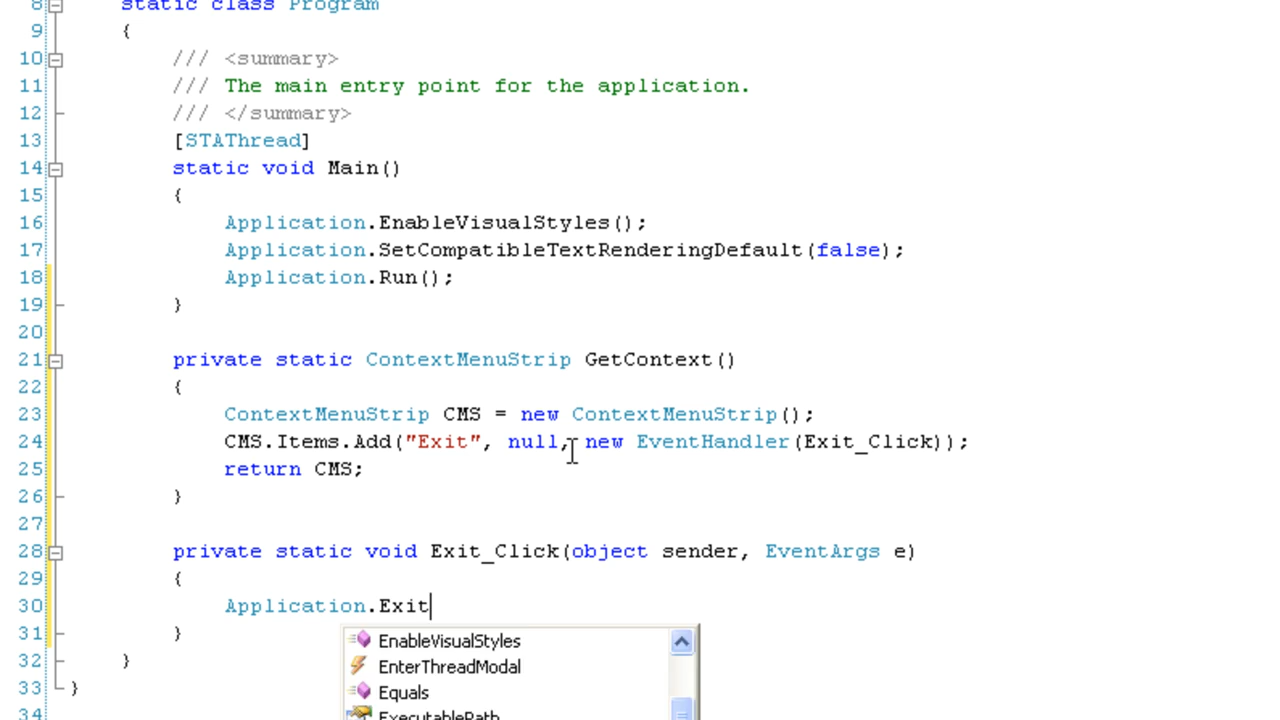 8 static class Program
9 {
10 /// <summary>
11 /// The main entry point for the application.
12 /// </summary>
13 [STAThread]
14 static void Main()
15 {
16 Application.EnableVisualStyles();
17 Application.SetCompatibleTextRenderingDefault(false);
18 Application.Run();
19 }
20
21 private static ContextMenuStrip GetContext()
22 {
23 ContextMenuStrip CMS = new ContextMenuStrip();
24 CMS.Items.Add("Exit", null, new EventHandler(Exit_Click));
25 return CMS;
26 }
27
28 private static void Exit_Click(object sender, EventArgs e)
29 {
30 Application.Exit
31 }
EnableVisualStyles
32 }
EnterThreadModal
33 }
Equals
34
ExecutablePath